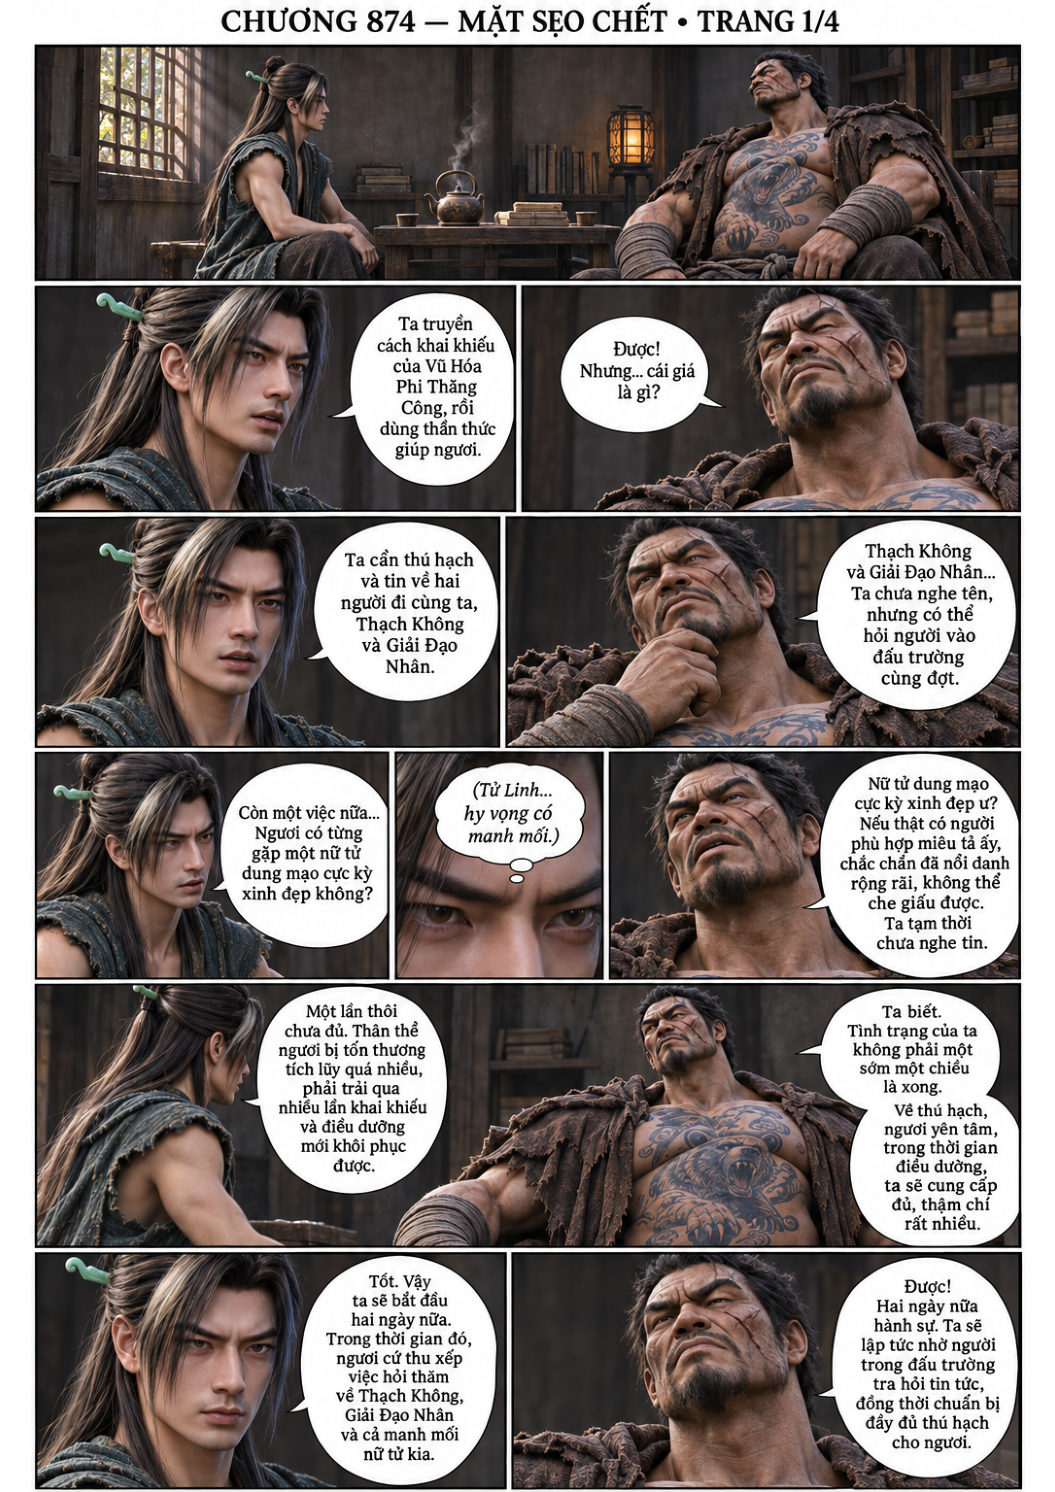 CHƯƠNG 874 — MẶT SẸO CHẾT • TRANG 1/4
Ta truyền
cách khai khiếu
của Vũ Hóa
Phi Thăng
Công, rồi
dùng thần thức
giúp ngươi.
Được!
Nhưng... cái giá
là gì?
Ta cần thú hạch
và tin về hai
người đi cùng ta,
Thạch Không
và Giải Đạo
Nhân.
Thạch Không
và Giải Đạo Nhân...
Ta chưa nghe tên,
nhưng có thể
hỏi người vào
đấu trường
cùng đợt.
Còn một việc nữa...
Ngươi có từng
gặp một nữ tử
dung mạo cực kỳ
xinh đẹp không?
(Tử Linh...
hy vọng có
manh mối.)
Nữ tử dung mạo
cực kỳ xinh đẹp ư?
Nếu thật có người
phù hợp miêu tả ấy,
chắc chắn đã nổi danh
rộng rãi, không thể
che giấu được.
Ta tạm thời
chưa nghe tin.
Một lần thôi
chưa đủ. Thân thể
ngươi bị tổn thương
tích lũy quá nhiều,
phải trải qua
nhiều lần khai khiếu
và điều dưỡng
mới khôi phục
được.
Ta biết.
Tình trạng của ta
không phải một
sớm một chiều
là xong.
Về thú hạch,
ngươi yên tâm,
trong thời gian
điều dưỡng,
ta sẽ cung cấp
đủ, thậm chí
rất nhiều.
Tốt. Vậy
ta sẽ bắt đầu
hai ngày nữa.
Trong thời gian đó,
ngươi cứ thu xếp
việc hỏi thăm
về Thạch Không,
Giải Đạo Nhân
và cả manh mối
nữ tử kia.
Được!
Hai ngày nữa
hành sự. Ta sẽ
lập tức nhờ người
trong đấu trường
tra hỏi tin tức,
đồng thời chuẩn bị
đầy đủ thú hạch
cho ngươi.